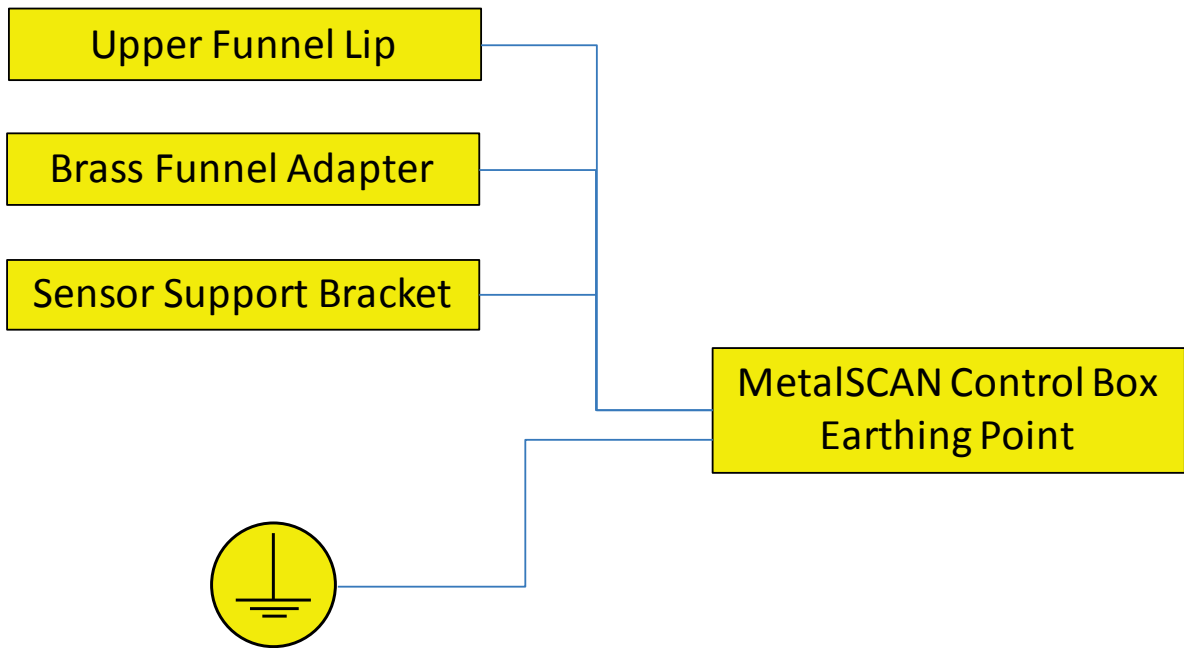 Upper Funnel Lip
Brass Funnel Adapter
Sensor Support Bracket
MetalSCAN Control Box
Earthing Point